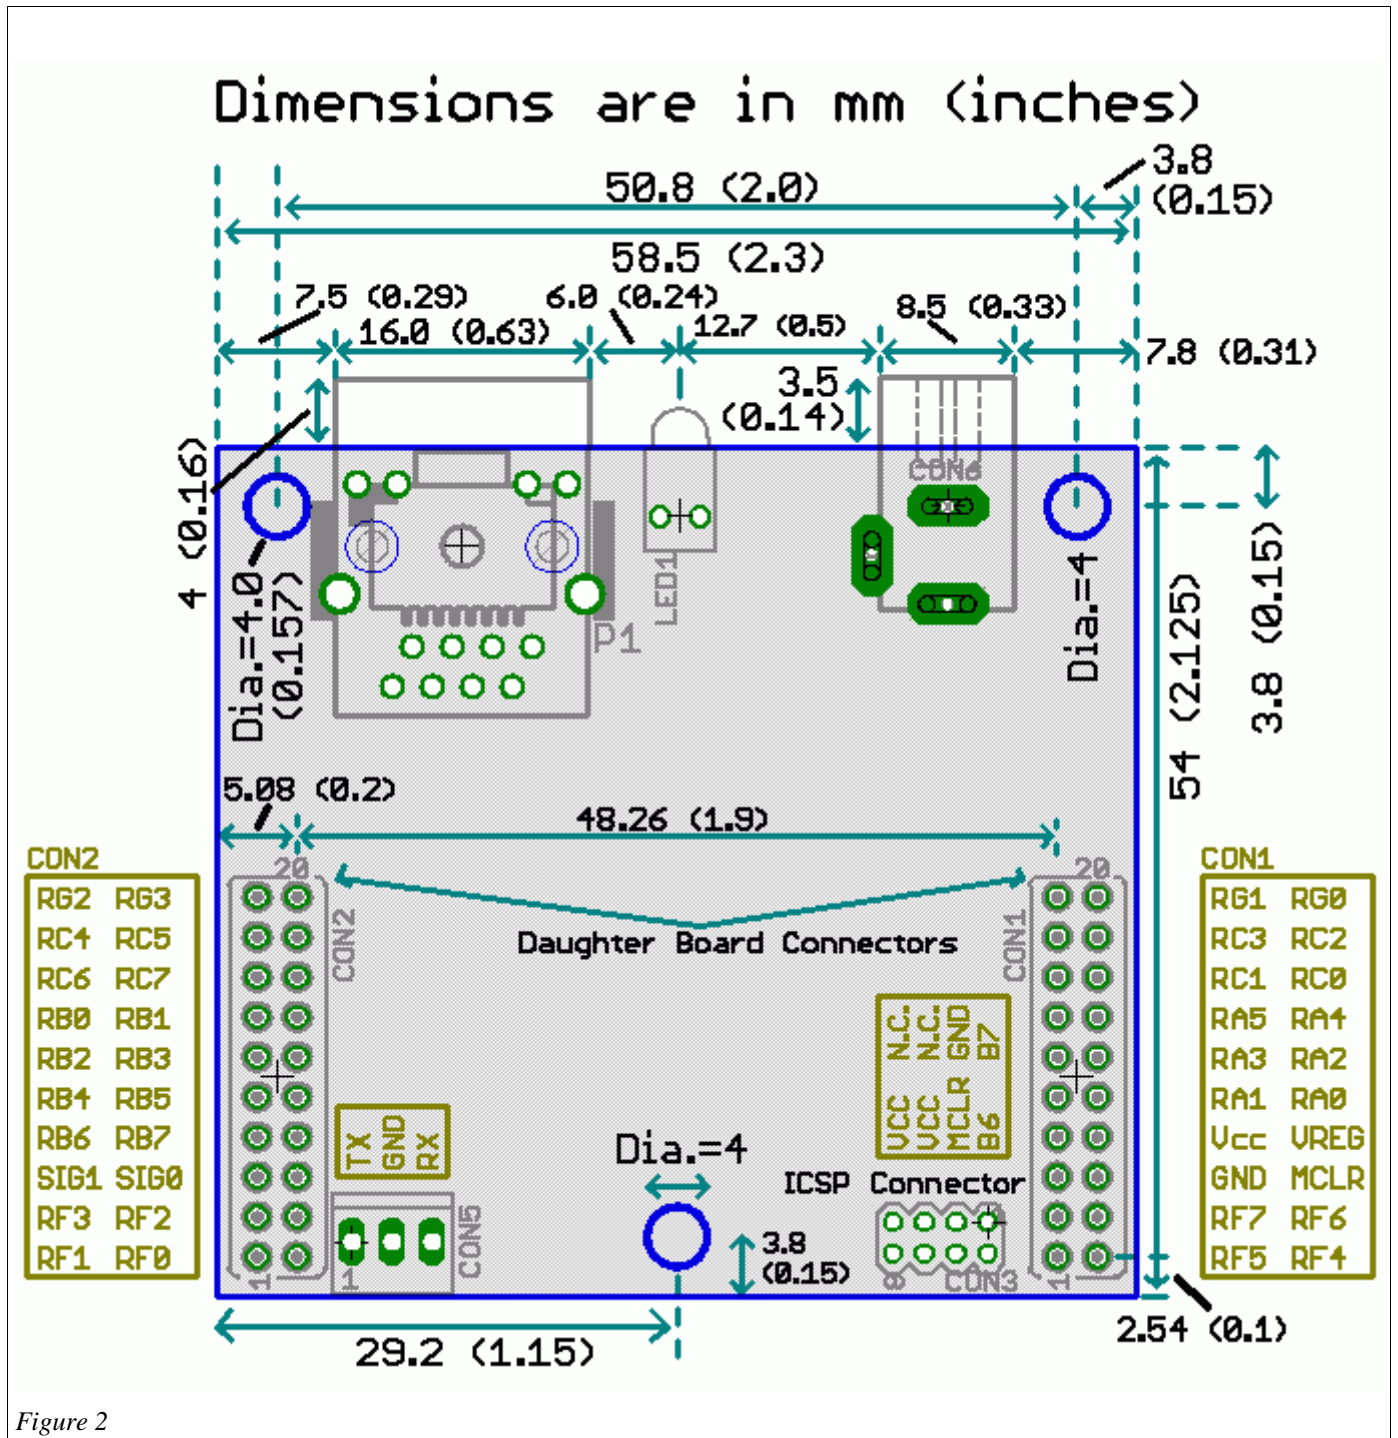 Dimensions are in mm (inches)
3.8
(0.15)
50.8 (2.0)
58.5 (2.3)
7.5 (0.29)
6.0 (0.24)
8.5 (0.33)
16.0 (0.63)
12.7 (0.5)
7.8 (0.31)
3.5
(0.14)
4 (0.16)
CON6
Dia.=4.0
(0.157)
LED1
P1
Dia.=4
54 (2.125)
3.8 (0.15)
5.08 (0.2)
48.26 (1.9)
CON2
RG2 RG3
RC4 RC5
RC6 RC7
RB0 RB1
RB2 RB3
RB4 RB5
RB6 RB7
SIG1 SIG0
RF3 RF2
RF1 RF0
20
CON2
1
Daughter Board Connectors
20
CON1
1
CON1
RG1 RG0
RC3 RC2
RC1 RC0
RA5 RA4
RA3 RA2
RA1 RA0
Vcc VREG
GND MCLR
RF7 RF6
RF5 RF4
VCC N.C.
VCC N.C.
MCLR GND
B6 B7
TX
GND
RX
Dia.=4
ICSP Connector
CON5
1
3.8
(0.15)
8
CON3
2.54 (0.1)
29.2 (1.15)
Figure 2